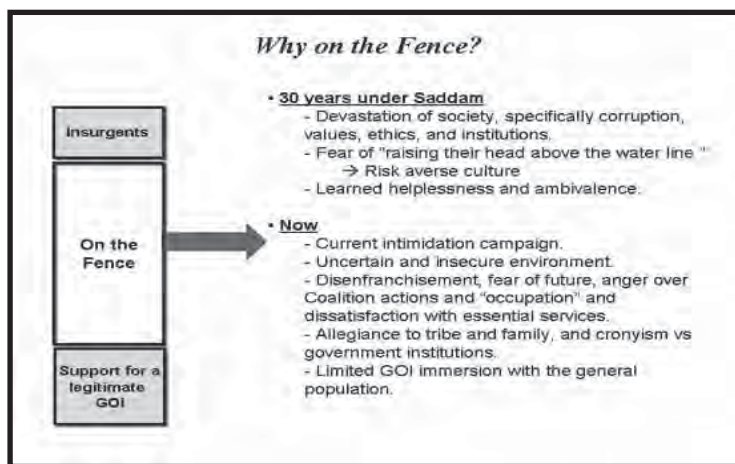 Why on the Fence?
Insurgents
On the
Fence
Support for a
legitimate
GOI
• 30 years under Saddam
- Devastation of society, specifically corruption,
values, ethics, and institutions.
- Fear of "raising their head above the water line "
→ Risk averse culture
- Learned helplessness and ambivalence.
• Now
- Current intimidation campaign.
- Uncertain and insecure environment.
- Disenfranchisement, fear of future, anger over
Coalition actions and "occupation" and
dissatisfaction with essential services.
- Allegiance to tribe and family, and cronyism vs
government institutions.
- Limited GOI immersion with the general
population.